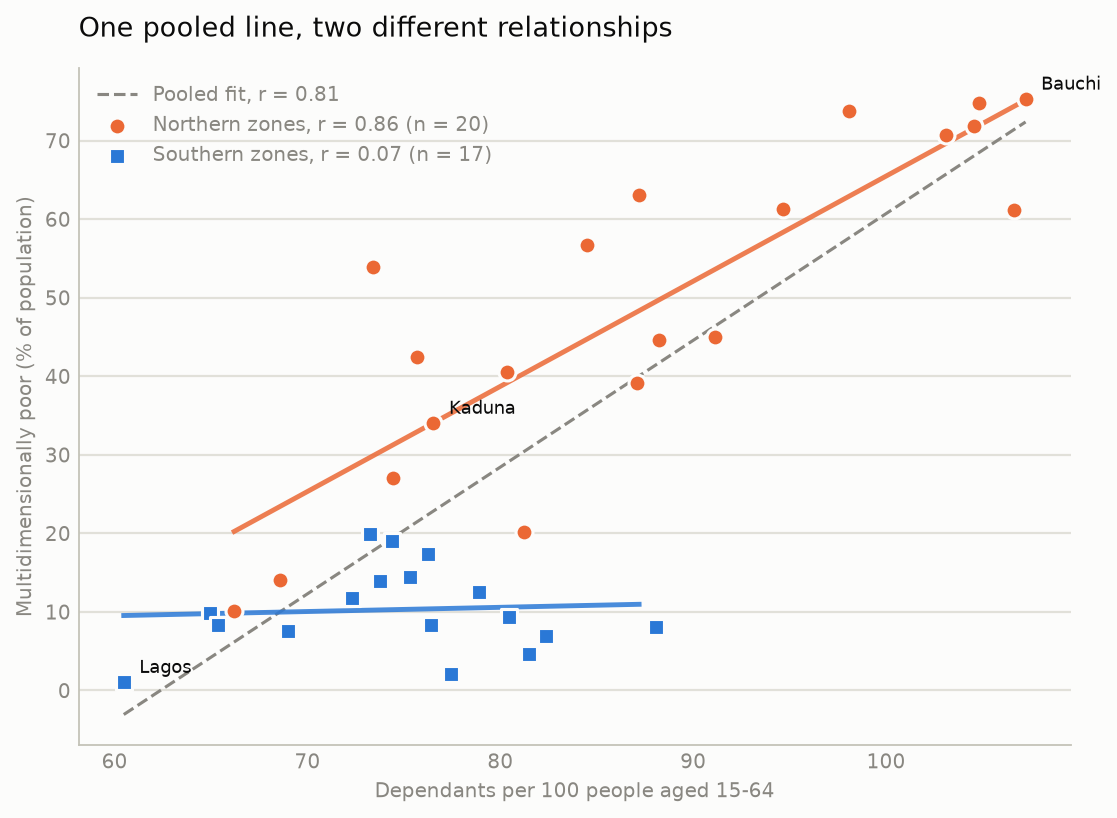 One pooled line, two different relationships
Pooled fit, r = 0.81
Northern zones, r = 0.86 (n = 20)
Southern zones, r = 0.07 (n = 17)
Bauchi
Kaduna
Lagos
Multidimensionally poor (% of population)
70
60
50
40
30
20
10
0
60 70 80 90 100
Dependants per 100 people aged 15-64